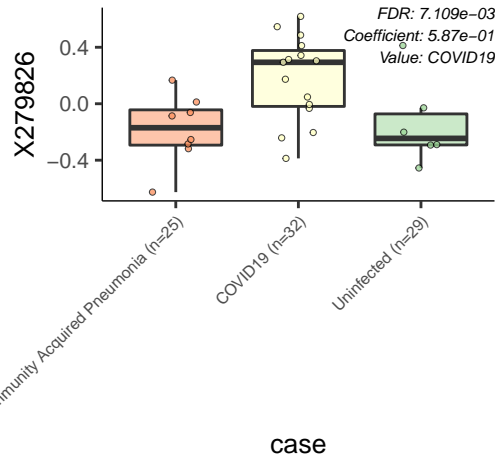 FDR: 7.109e−03
Coefficient: 5.87e−01
Value: COVID19
X279826
0.4
0.0
−0.4
Acquired Pneumonia (n=25)
COVID19 (n=32)
Uninfected (n=29)
case